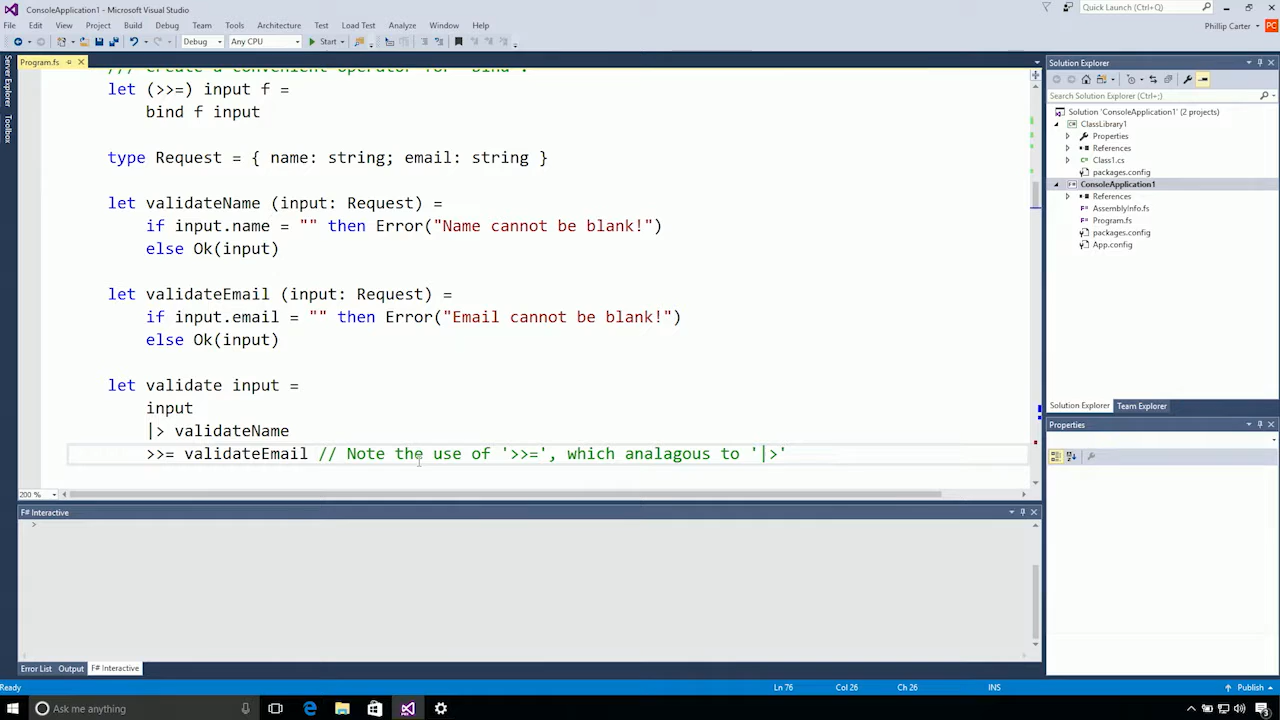 ConsoleApplication1 - Microsoft Visual Studio
Quick Launch (Ctrl+Q)
File Edit View Project Build Debug Team Tools Architecture Test Load Test Analyze Window Help
Phillip Carter PC
Debug Any CPU Start
Server Explorer
Toolbox
Program.fs
/// Create a convenient operator for 'bind'.
let (>>=) input f =
bind f input
type Request = { name: string; email: string }
let validateName (input: Request) =
if input.name = "" then Error("Name cannot be blank!")
else Ok(input)
let validateEmail (input: Request) =
if input.email = "" then Error("Email cannot be blank!")
else Ok(input)
let validate input =
input
|> validateName
>>= validateEmail // Note the use of '>>=', which analagous to '|>'
200 %
F# Interactive
>
Error List Output F# Interactive
Solution Explorer
Search Solution Explorer (Ctrl+;)
Solution 'ConsoleApplication1' (2 projects)
ClassLibrary1
Properties
References
Class1.cs
packages.config
ConsoleApplication1
References
AssemblyInfo.fs
Program.fs
packages.config
App.config
Solution Explorer Team Explorer
Properties
Ready Ln 76 Col 26 Ch 26 INS Publish
Ask me anything